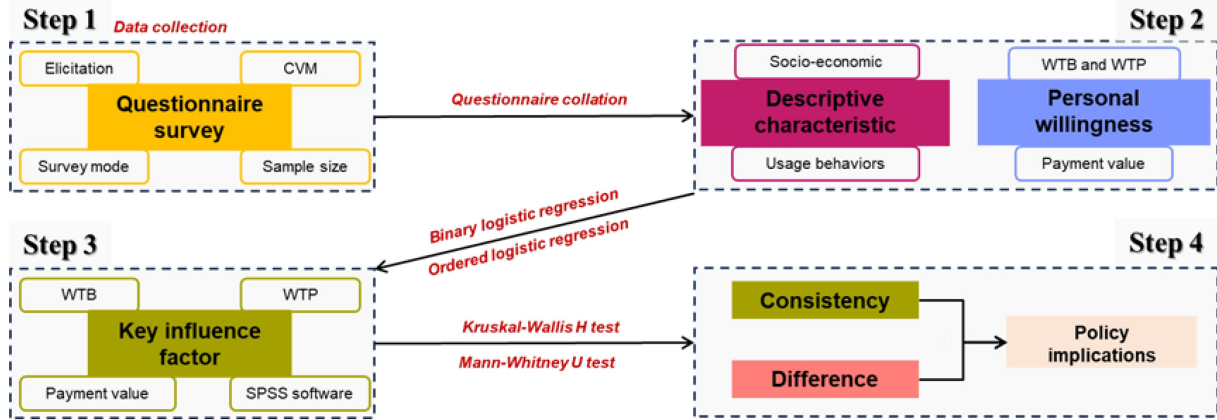 Step 1
Data collection
Elicitation
CVM
Questionnaire
survey
Survey mode
Sample size
Questionnaire collation
Step 2
Socio-economic
Descriptive
characteristic
Usage behaviors
WTB and WTP
Personal
willingness
Payment value
Binary logistic regression
Ordered logistic regression
Step 3
WTB
WTP
Key influence
factor
Payment value
SPSS software
Kruskal-Wallis H test
Mann-Whitney U test
Step 4
Consistency
Difference
Policy
implications